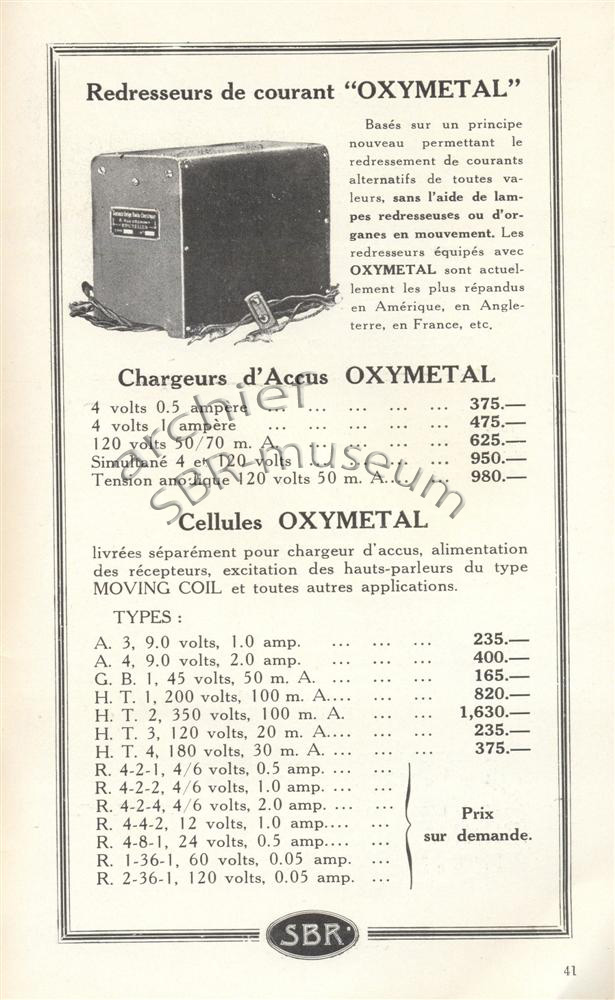 Redresseurs de courant "OXYMETAL"
Basés sur un principe
nouveau permettant le
redressement de courants
alternatifs de toutes va-
leurs, sans l'aide de lam-
pes redresseuses ou d'or-
ganes en mouvement. Les
redresseurs équipés avec
OXYMETAL sont actuel-
lement les plus répandus
en Amérique, en Angle-
terre, en France, etc.
Chargeurs d'Accus OXYMETAL
4 volts 0.5 ampère ... ... ... ... ... 375.—
4 volts 1 ampère ... ... ... ... ... 475.—
120 volts 50/70 m. A. ... ... ... ... 625.—
Simultané 4 et 120 volts ... ... ... ... 950.—
Tension anodique 120 volts 50 m. A. ... ... 980.—
archief
SBR-museum
Cellules OXYMETAL
livrées séparément pour chargeur d'accus, alimentation
des récepteurs, excitation des hauts-parleurs du type
MOVING COIL et toutes autres applications.
TYPES :
A. 3, 9.0 volts, 1.0 amp. ... ... ... 235.—
A. 4, 9.0 volts, 2.0 amp. ... ... ... 400.—
G. B. 1, 45 volts, 50 m. A. ... ... ... 165.—
H. T. 1, 200 volts, 100 m. A.... ... ... 820.—
H. T. 2, 350 volts, 100 m. A. ... ... 1,630.—
H. T. 3, 120 volts, 20 m. A.... ... ... 235.—
H. T. 4, 180 volts, 30 m. A. ... ... ... 375.—
R. 4-2-1, 4/6 volts, 0.5 amp. ... ...
R. 4-2-2, 4/6 volts, 1.0 amp. ... ...
R. 4-2-4, 4/6 volts, 2.0 amp. ... ...
R. 4-4-2, 12 volts, 1.0 amp.... ...
R. 4-8-1, 24 volts, 0.5 amp.... ...
R. 1-36-1, 60 volts, 0.05 amp. ...
R. 2-36-1, 120 volts, 0.05 amp. ...
Prix
sur demande.
SBR
41